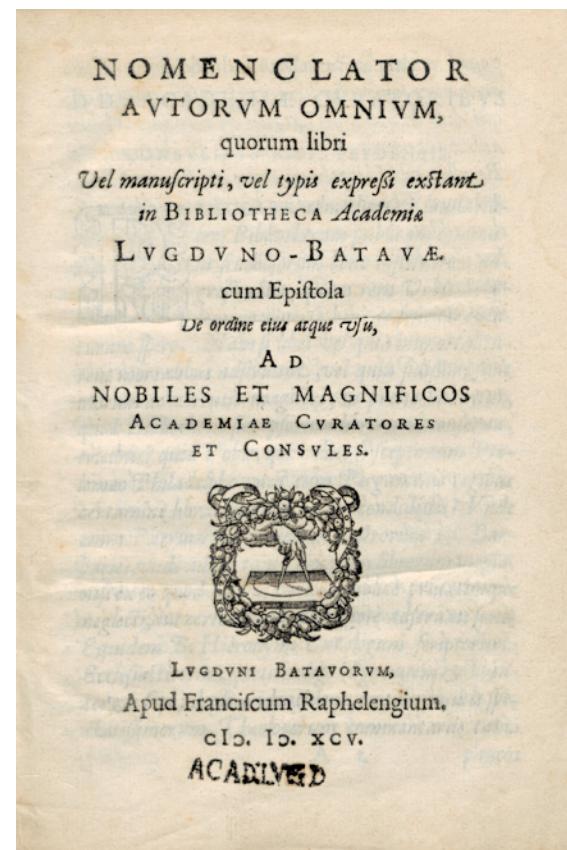 NOMENCLATOR
AVTORVM OMNIVM,
quorum libri
Vel manuſcripti, vel typis expreßi exſtant
in BIBLIOTHECA Academiæ
LVGDVNO-BATAVÆ.
cum Epiſtola
De ordine eius atque vſu,
AD
NOBILES ET MAGNIFICOS
ACADEMIAE CVRATORES
ET CONSVLES.
LVGDVNI BATAVORVM,
Apud Franciſcum Raphelengium.
cIↃ. IↃ. XCV.
ACAD LVGD